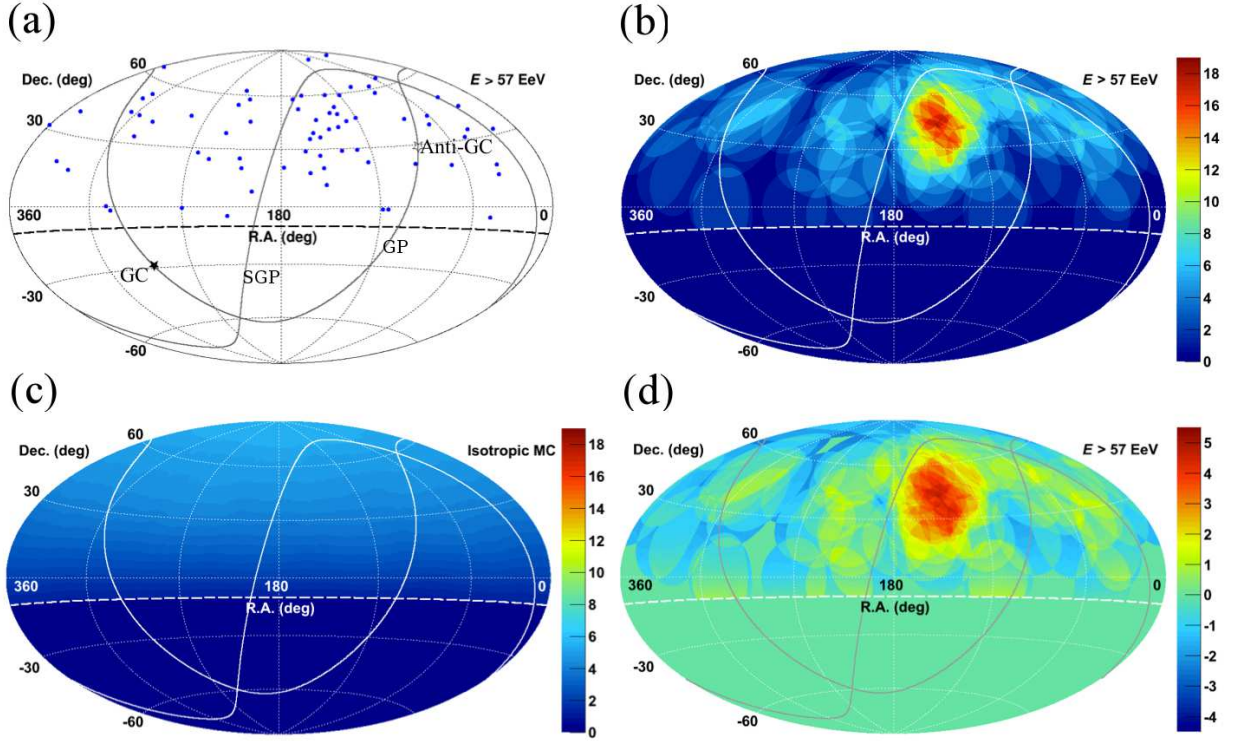 (a)
Dec. (deg)
60
E > 57 EeV
30
Anti-GC
360
180
0
R.A. (deg)
GP
GC
SGP
-30
-60
(b)
Dec. (deg)
60
E > 57 EeV
30
360
180
0
R.A. (deg)
-30
-60
18
16
14
12
10
8
6
4
2
0
(c)
Dec. (deg)
60
Isotropic MC
30
360
180
0
R.A. (deg)
-30
-60
18
16
14
12
10
8
6
4
2
0
(d)
Dec. (deg)
60
E > 57 EeV
30
360
180
0
R.A. (deg)
-30
-60
5
4
3
2
1
0
-1
-2
-3
-4